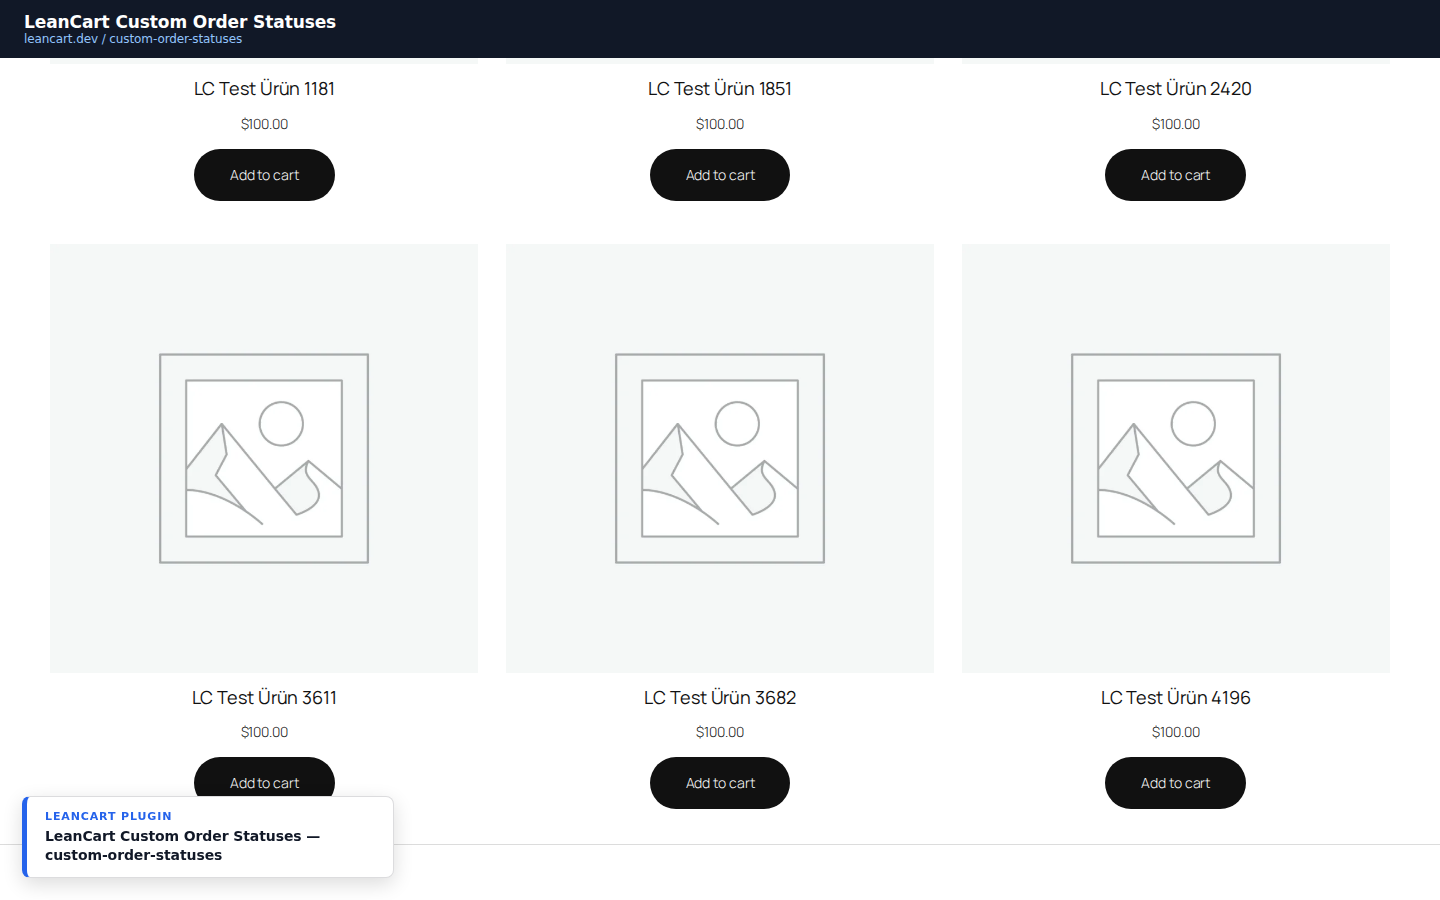 LeanCart Custom Order Statuses
leancart.dev / custom-order-statuses
LC Test Ürün 1181
$100.00
Add to cart
LC Test Ürün 1851
$100.00
Add to cart
LC Test Ürün 2420
$100.00
Add to cart
LC Test Ürün 3611
$100.00
Add to cart
LC Test Ürün 3682
$100.00
Add to cart
LC Test Ürün 4196
$100.00
Add to cart
LEANCART PLUGIN
LeanCart Custom Order Statuses —
custom-order-statuses